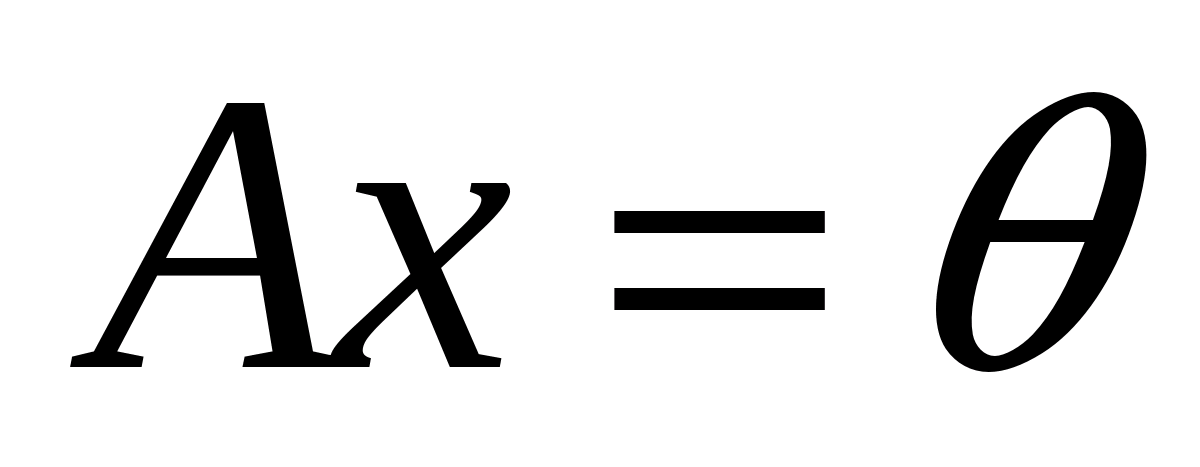 Ax = θ